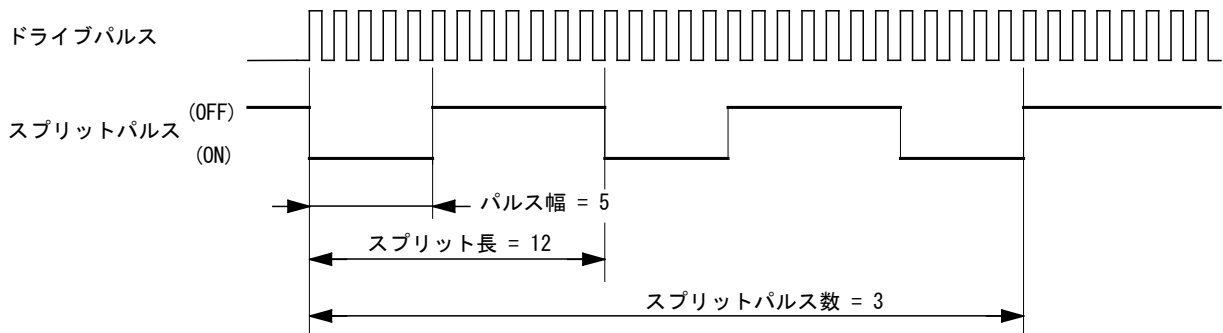 ドライブパルス
(OFF)
スプリットパルス
(ON)
パルス幅 = 5
スプリット長 = 12
スプリットパルス数 = 3